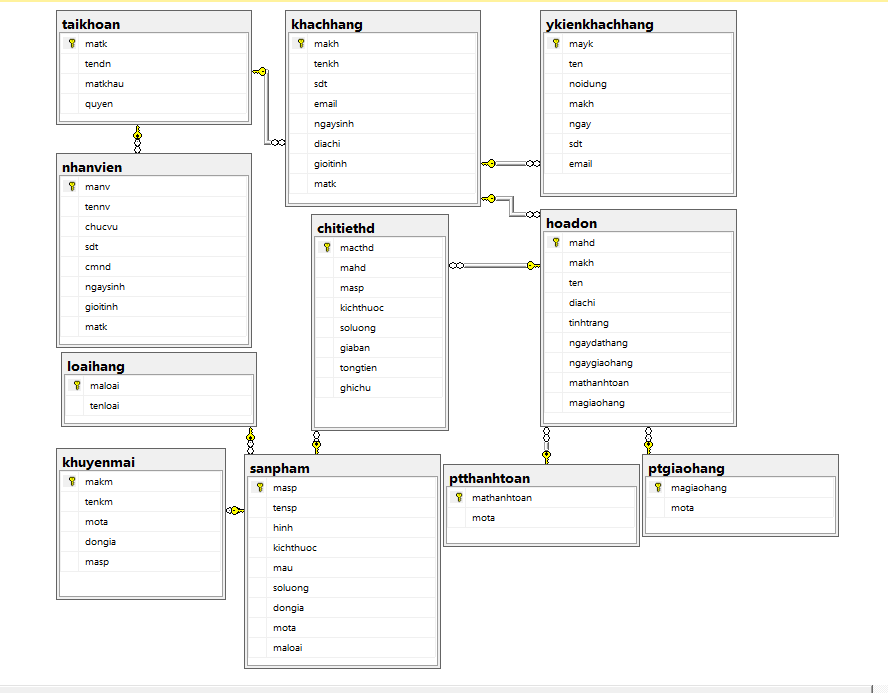 taikhoan
matk
tendn
matkhau
quyen
khachhang
makh
tenkh
sdt
email
ngaysinh
diachi
gioitinh
matk
ykienkhachhang
mayk
ten
noidung
makh
ngay
sdt
email
nhanvien
manv
tennv
chucvu
sdt
cmnd
ngaysinh
gioitinh
matk
chitiethd
macthd
mahd
masp
kichthuoc
soluong
giaban
tongtien
ghichu
hoadon
mahd
makh
ten
diachi
tinhtrang
ngaydathang
ngaygiaohang
mathanhtoan
magiaohang
loaihang
maloai
tenloai
khuyenmai
makm
tenkm
mota
dongia
masp
sanpham
masp
tensp
hinh
kichthuoc
mau
soluong
dongia
mota
maloai
ptthanhtoan
mathanhtoan
mota
ptgiaohang
magiaohang
mota